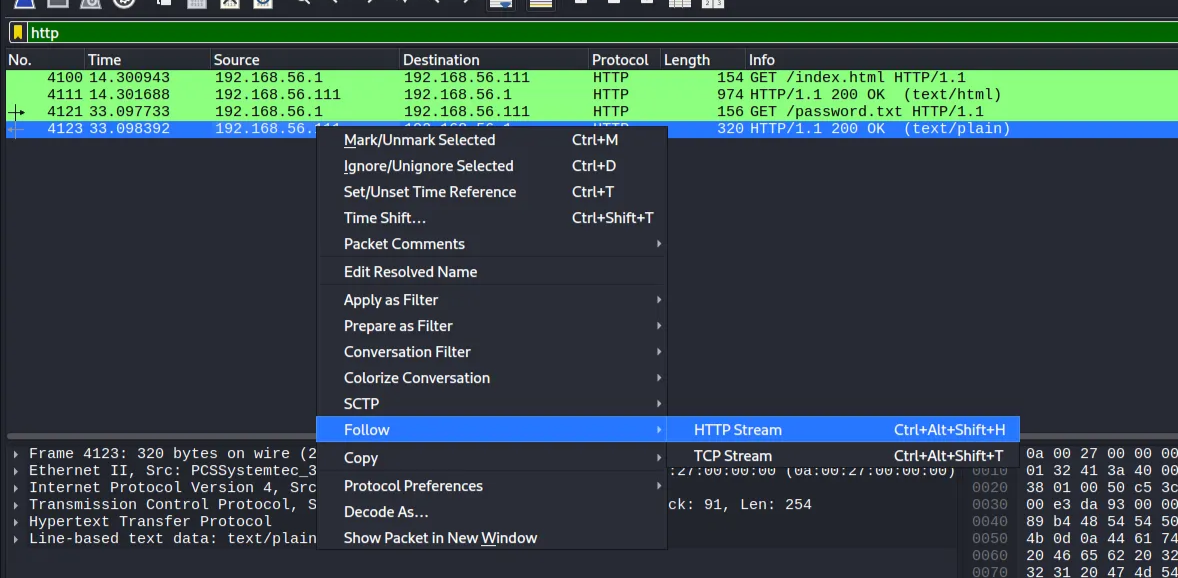 http
No. Time Source Destination Protocol Length Info
4100 14.300943 192.168.56.1 192.168.56.111 HTTP 154 GET /index.html HTTP/1.1
4111 14.301688 192.168.56.111 192.168.56.1 HTTP 974 HTTP/1.1 200 OK (text/html)
4121 33.097733 192.168.56.1 192.168.56.111 HTTP 156 GET /password.txt HTTP/1.1
4123 33.098392 192.168.56.111 192.168.56.1 HTTP 320 HTTP/1.1 200 OK (text/plain)
Mark/Unmark Selected Ctrl+M
Ignore/Unignore Selected Ctrl+D
Set/Unset Time Reference Ctrl+T
Time Shift… Ctrl+Shift+T
Packet Comments
Edit Resolved Name
Apply as Filter
Prepare as Filter
Conversation Filter
Colorize Conversation
SCTP
Follow HTTP Stream Ctrl+Alt+Shift+H
TCP Stream Ctrl+Alt+Shift+T
Copy
Protocol Preferences
Decode As…
Show Packet in New Window
Frame 4123: 320 bytes on wire (2
Ethernet II, Src: PCSSystemtec_3 :27:00:00:00 (0a:00:27:00:00:00)
Internet Protocol Version 4, Src
Transmission Control Protocol, S ck: 91, Len: 254
Hypertext Transfer Protocol
Line-based text data: text/plain
0a 00 27 00 00 00
0010 01 32 41 3a 40 00
0020 38 01 00 50 c5 3c
0030 00 e3 da 93 00 00
0040 89 b4 48 54 54 50
0050 4b 0d 0a 44 61 74
0060 20 46 65 62 20 32
0070 32 31 20 47 4d 54